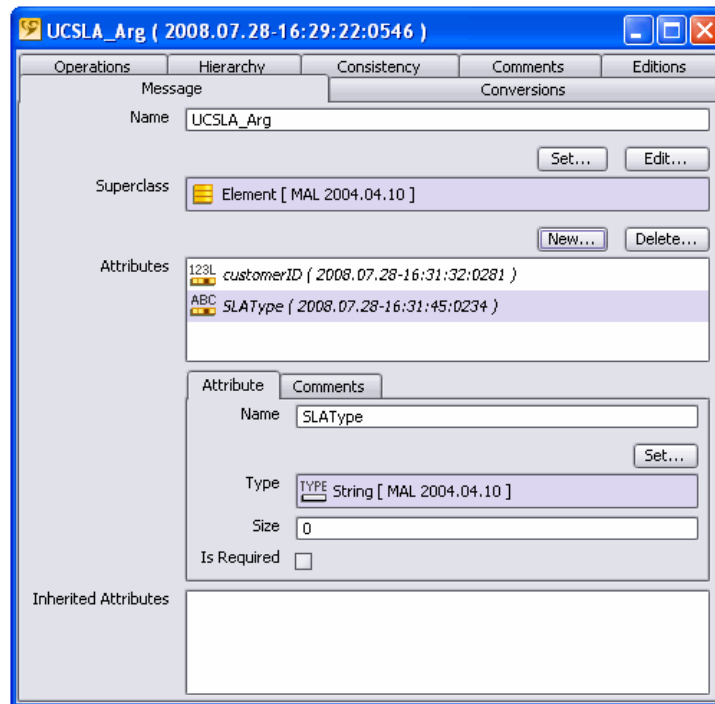 UCSLA_Arg ( 2008.07.28-16:29:22:0546 )
Operations Hierarchy Consistency Comments Editions
Message Conversions
Name UCSLA_Arg
Set... Edit...
Superclass Element [ MAL 2004.04.10 ]
New... Delete...
Attributes 123L customerID ( 2008.07.28-16:31:32:0281 )
ABC SLAType ( 2008.07.28-16:31:45:0234 )
Attribute Comments
Name SLAType
Set...
Type TYPE String [ MAL 2004.04.10 ]
Size 0
Is Required
Inherited Attributes